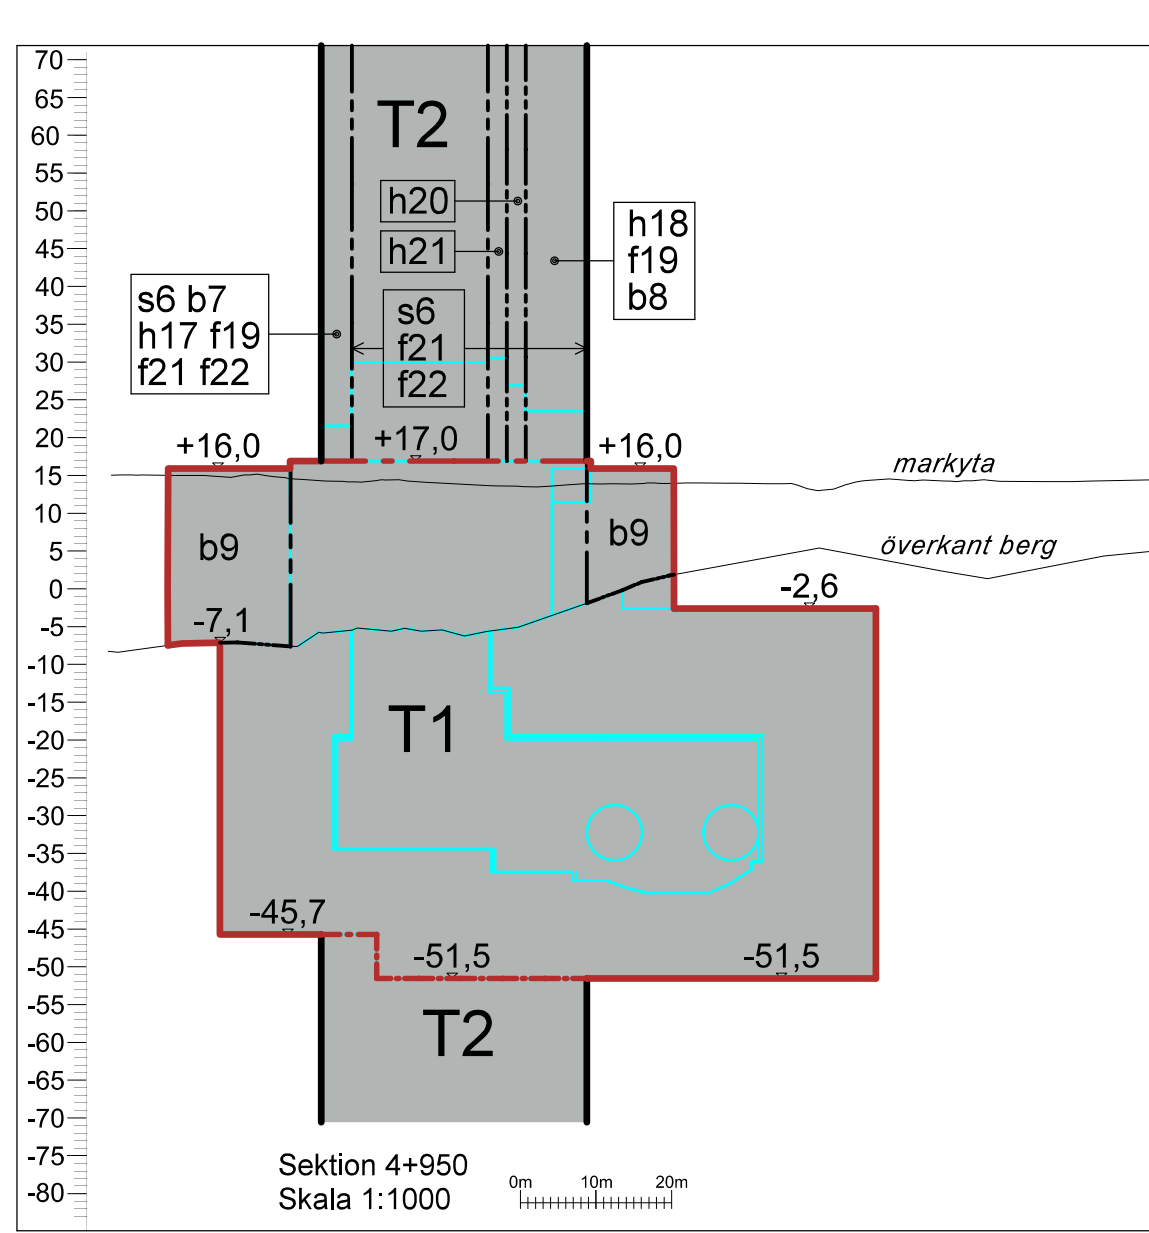 70
65
60
55
50
45
40
35
30
25
20
15
10
5
0
-5
-10
-15
-20
-25
-30
-35
-40
-45
-50
-55
-60
-65
-70
-75
-80
T2
h20
h21
h18
f19
b8
s6 b7
h17 f19
f21 f22
s6
f21
f22
+16,0
+17,0
+16,0
markyta
b9
b9
överkant berg
-2,6
-7,1
T1
-45,7
-51,5
-51,5
T2
Sektion 4+950
Skala 1:1000
0m 10m 20m